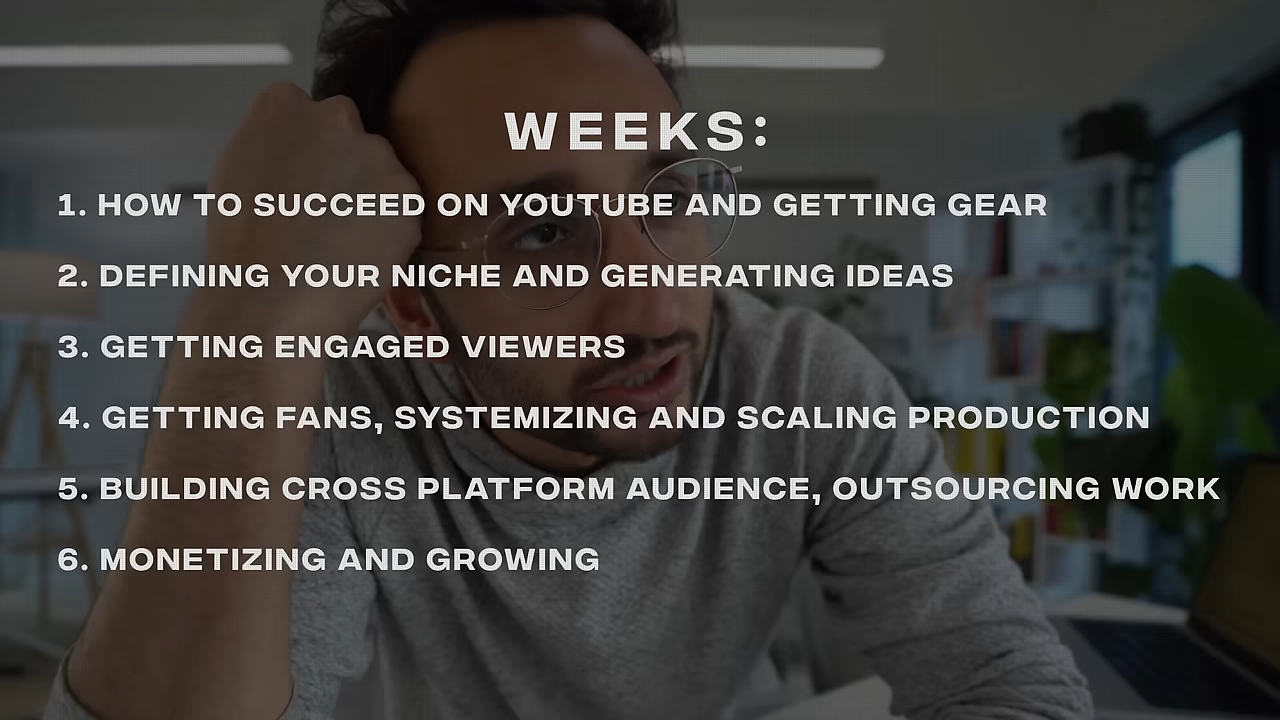 WEEKS:
1. HOW TO SUCCEED ON YOUTUBE AND GETTING GEAR
2. DEFINING YOUR NICHE AND GENERATING IDEAS
3. GETTING ENGAGED VIEWERS
4. GETTING FANS, SYSTEMIZING AND SCALING PRODUCTION
5. BUILDING CROSS PLATFORM AUDIENCE, OUTSOURCING WORK
6. MONETIZING AND GROWING